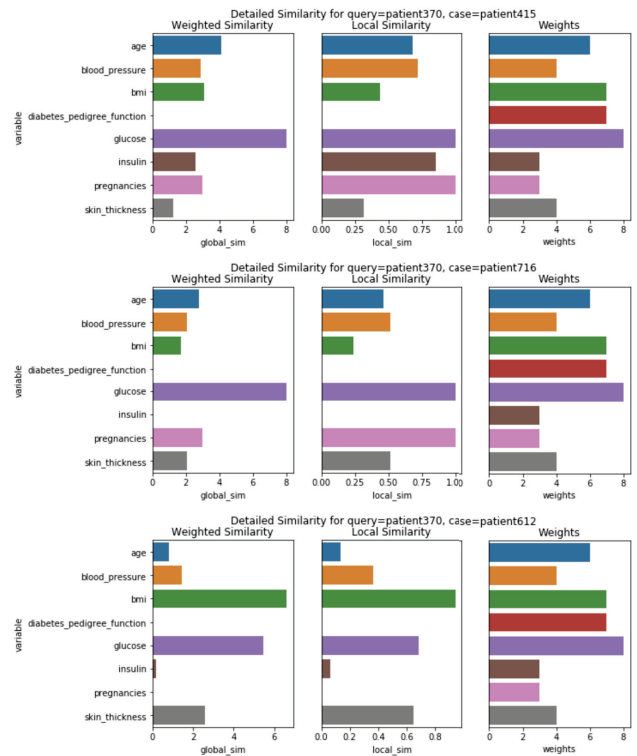 Detailed Similarity for query=patient370, case=patient415
Weighted Similarity Local Similarity Weights
age
blood_pressure
bmi
diabetes_pedigree_function
glucose
insulin
pregnancies
skin_thickness
variable
0 2 4 6 8 0.00 0.25 0.50 0.75 1.00 0 2 4 6 8
global_sim local_sim weights
Detailed Similarity for query=patient370, case=patient716
Weighted Similarity Local Similarity Weights
age
blood_pressure
bmi
diabetes_pedigree_function
glucose
insulin
pregnancies
skin_thickness
variable
0 2 4 6 8 0.00 0.25 0.50 0.75 1.00 0 2 4 6 8
global_sim local_sim weights
Detailed Similarity for query=patient370, case=patient612
Weighted Similarity Local Similarity Weights
age
blood_pressure
bmi
diabetes_pedigree_function
glucose
insulin
pregnancies
skin_thickness
variable
0 2 4 6 0.0 0.2 0.4 0.6 0.8 0 2 4 6 8
global_sim local_sim weights